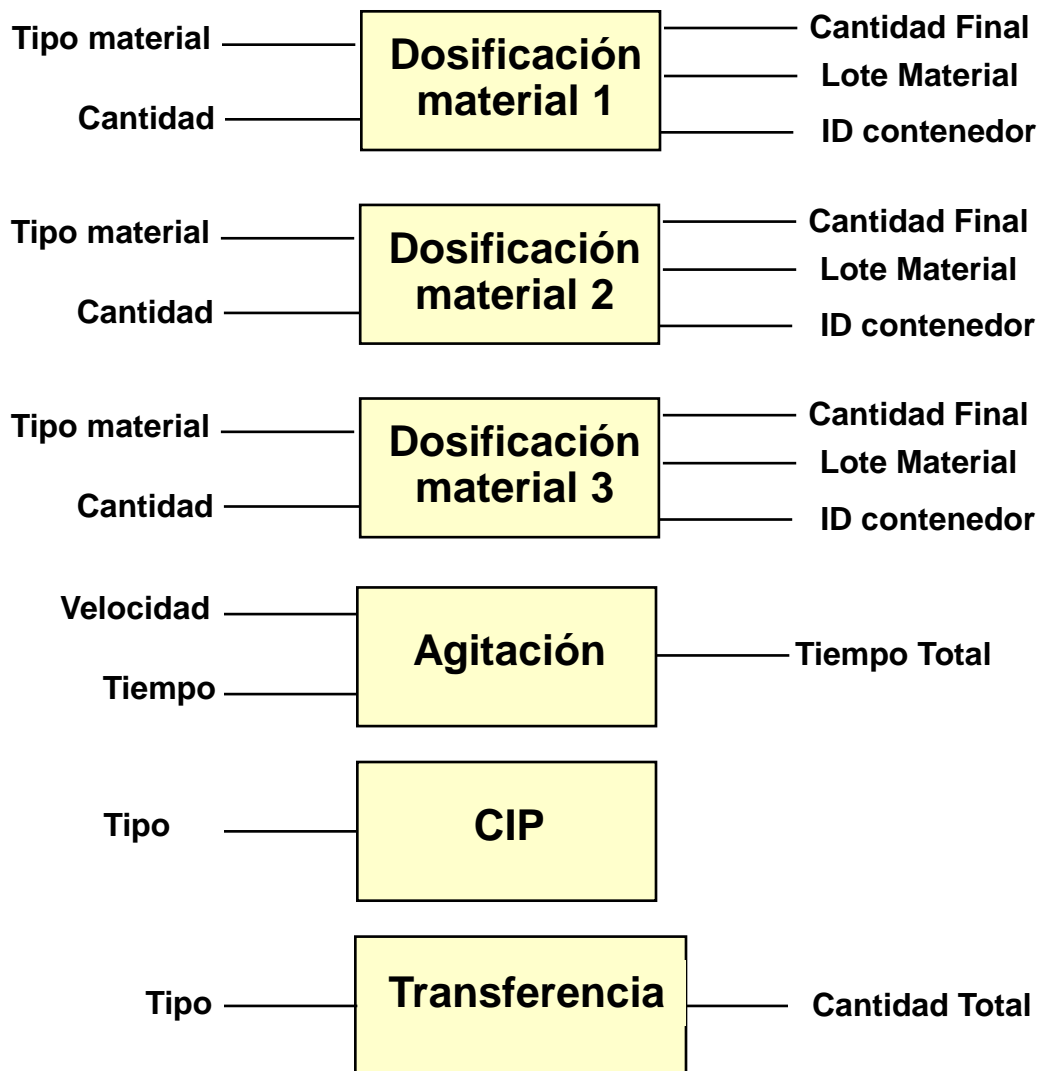 Tipo material
Cantidad
Dosificación
material 1
Cantidad Final
Lote Material
ID contenedor
Tipo material
Cantidad
Dosificación
material 2
Cantidad Final
Lote Material
ID contenedor
Tipo material
Cantidad
Dosificación
material 3
Cantidad Final
Lote Material
ID contenedor
Velocidad
Tiempo
Agitación
Tiempo Total
Tipo
CIP
Tipo
Transferencia
Cantidad Total